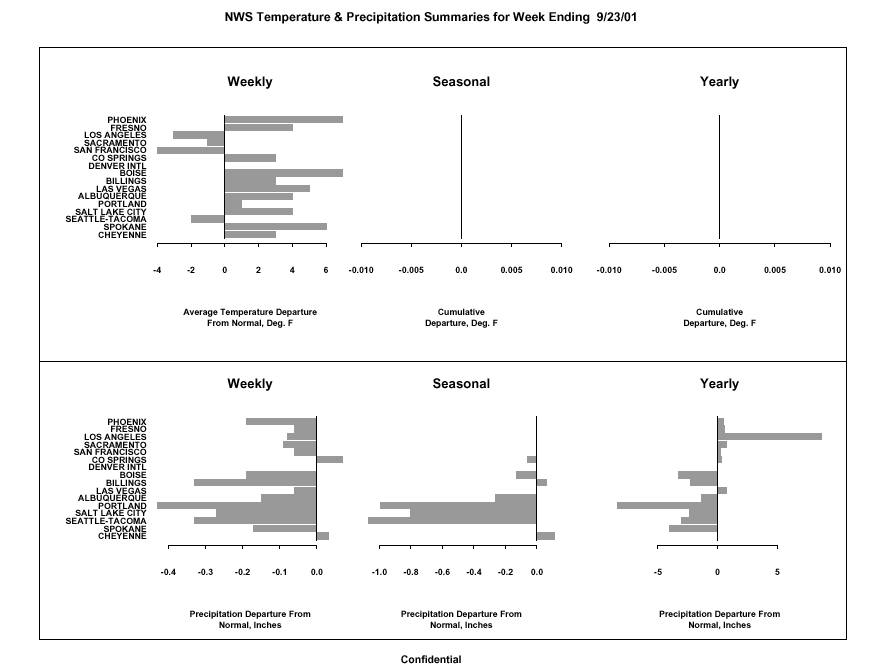 NWS Temperature & Precipitation Summaries for Week Ending 9/23/01
Weekly
Seasonal
Yearly
PHOENIX
FRESNO
LOS ANGELES
SACRAMENTO
SAN FRANCISCO
CO SPRINGS
DENVER INTL
BOISE
BILLINGS
LAS VEGAS
ALBUQUERQUE
PORTLAND
SALT LAKE CITY
SEATTLE-TACOMA
SPOKANE
CHEYENNE
-4 -2 0 2 4 6
-0.010 -0.005 0.0 0.005 0.010
-0.010 -0.005 0.0 0.005 0.010
Average Temperature Departure
From Normal, Deg. F
Cumulative
Departure, Deg. F
Cumulative
Departure, Deg. F
Weekly
Seasonal
Yearly
PHOENIX
FRESNO
LOS ANGELES
SACRAMENTO
SAN FRANCISCO
CO SPRINGS
DENVER INTL
BOISE
BILLINGS
LAS VEGAS
ALBUQUERQUE
PORTLAND
SALT LAKE CITY
SEATTLE-TACOMA
SPOKANE
CHEYENNE
-0.4 -0.3 -0.2 -0.1 0.0
-1.0 -0.8 -0.6 -0.4 -0.2 0.0
-5 0 5
Precipitation Departure From
Normal, Inches
Precipitation Departure From
Normal, Inches
Precipitation Departure From
Normal, Inches
Confidential